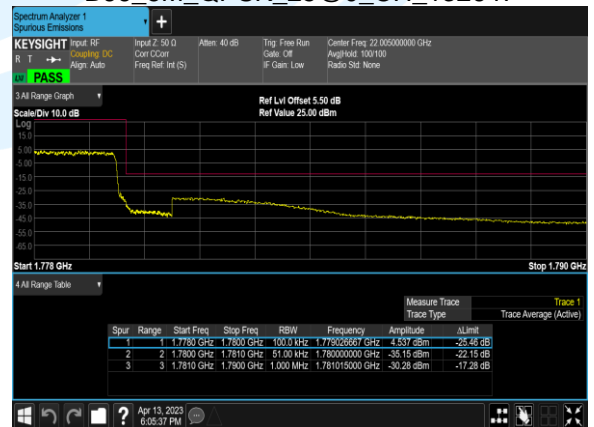 Spectrum Analyzer 1
Spurious Emissions
KEYSIGHT
R T
LV PASS
Input: RF
Coupling: DC
Align: Auto
Input Z: 50 Ω
Corr CCorr
Freq Ref: Int (S)
Atten: 40 dB
Trig: Free Run
Gate: Off
IF Gain: Low
Center Freq: 22.005000000 GHz
Avg|Hold: 100/100
Radio Std: None
3 All Range Graph
Scale/Div 10.0 dB
Ref Lvl Offset 5.50 dB
Ref Value 25.00 dBm
Log
15.0
5.00
-5.00
-15.0
-25.0
-35.0
-45.0
-55.0
-65.0
Start 1.778 GHz
Stop 1.790 GHz
4 All Range Table
Measure Trace Trace 1
Trace Type Trace Average (Active)
Spur Range Start Freq Stop Freq RBW Frequency Amplitude ΔLimit
1 1 1.7780 GHz 1.7800 GHz 100.0 kHz 1.779026667 GHz 4.537 dBm -25.46 dB
2 2 1.7800 GHz 1.7810 GHz 51.00 kHz 1.780000000 GHz -35.15 dBm -22.15 dB
3 3 1.7810 GHz 1.7900 GHz 1.000 MHz 1.781015000 GHz -30.28 dBm -17.28 dB
Apr 13, 2023
6:05:37 PM